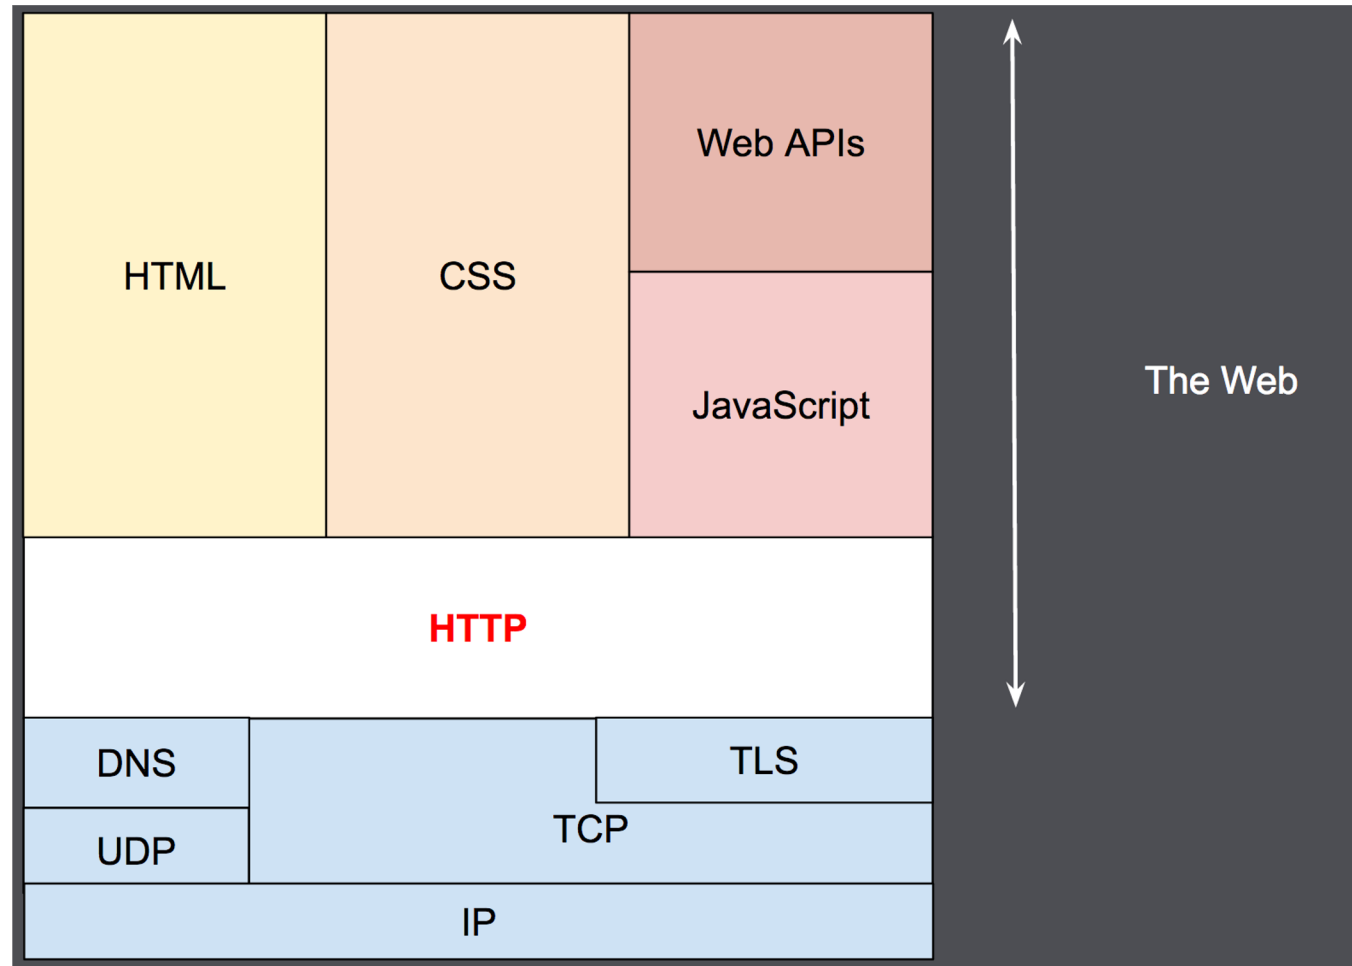 Web APIs
HTML
CSS
JavaScript
The Web
HTTP
DNS
TLS
TCP
UDP
IP